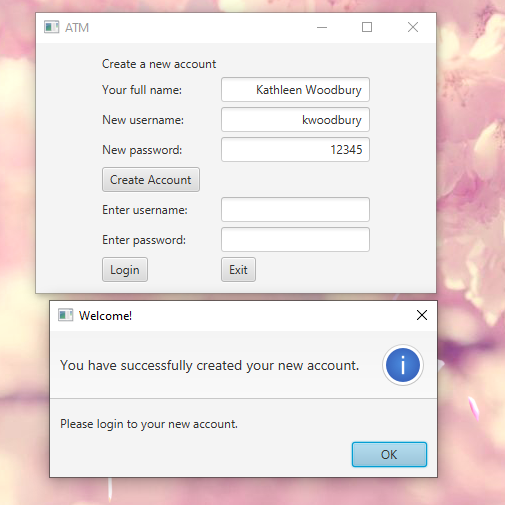 ATM
Create a new account
Your full name: Kathleen Woodbury
New username: kwoodbury
New password: 12345
Create Account
Enter username:
Enter password:
Login Exit
Welcome!
You have successfully created your new account.
i
Please login to your new account.
OK